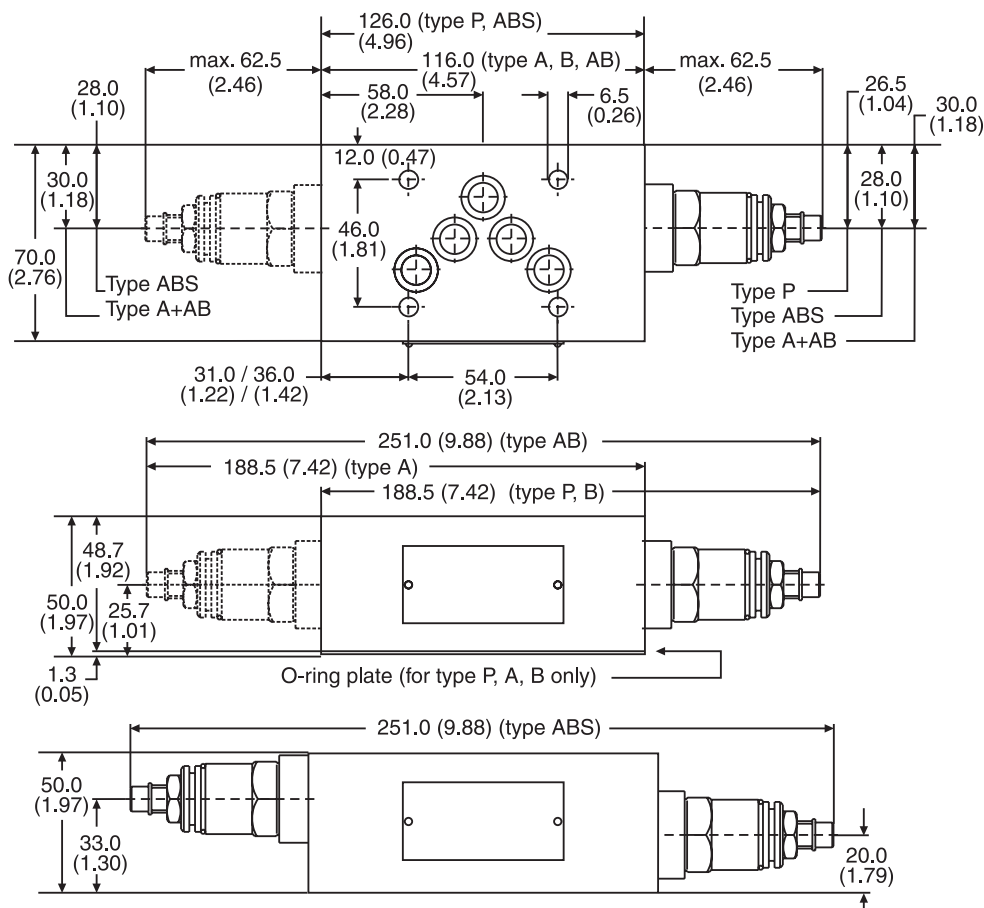 126.0 (type P, ABS)
(4.96)
max. 62.5
(2.46)
116.0 (type A, B, AB)
(4.57)
max. 62.5
(2.46)
28.0
(1.10)
58.0
(2.28)
6.5
(0.26)
26.5
(1.04)
30.0
(1.18)
12.0 (0.47)
30.0
(1.18)
28.0
(1.10)
46.0
(1.81)
70.0
(2.76)
Type ABS
Type A+AB
Type P
Type ABS
Type A+AB
31.0 / 36.0
(1.22) / (1.42)
54.0
(2.13)
251.0 (9.88) (type AB)
188.5 (7.42) (type A)
188.5 (7.42) (type P, B)
48.7
(1.92)
50.0
(1.97)
25.7
(1.01)
1.3
(0.05)
O-ring plate (for type P, A, B only)
251.0 (9.88) (type ABS)
50.0
(1.97)
33.0
(1.30)
20.0
(1.79)